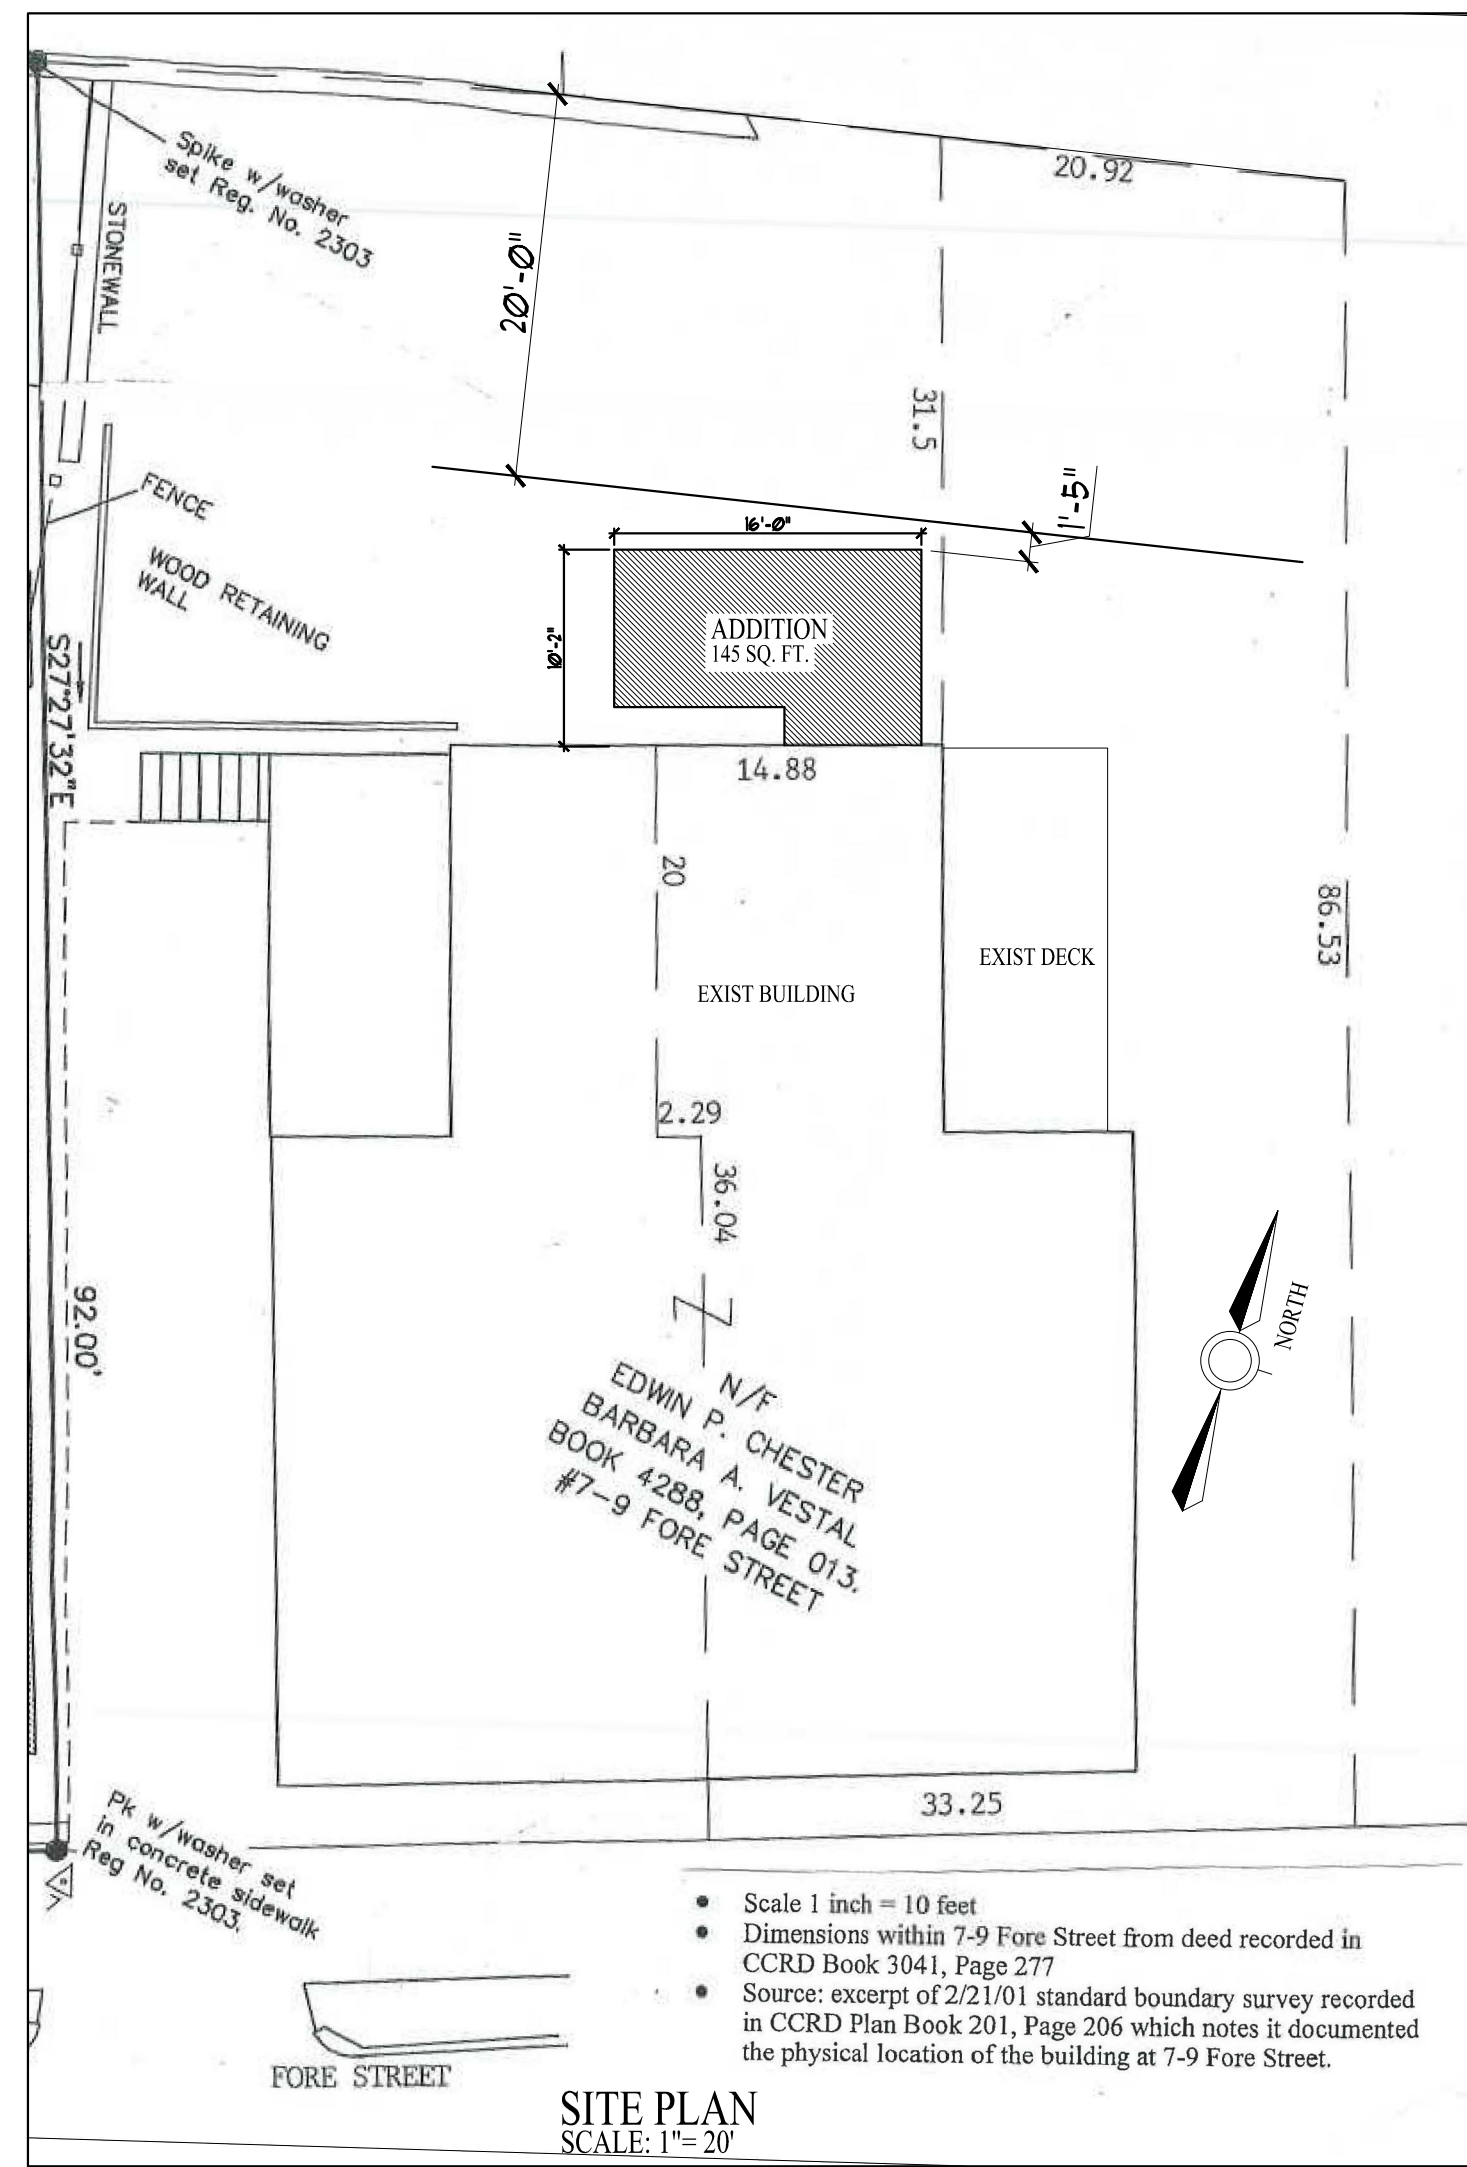 Spike w/washer
set Reg. No. 2303
20.92
STONEWALL
20'-0"
31.5
1'-5"
FENCE
16'-0"
WOOD RETAINING
WALL
10'-2"
ADDITION
145 SQ. FT.
S27°27'32"E
14.88
20
86.53
EXIST DECK
EXIST BUILDING
2.29
36.04
92.00'
NORTH
N/F
EDWIN P. CHESTER
BARBARA A. VESTAL
BOOK 4288, PAGE 013.
#7-9 FORE STREET
33.25
Pk w/washer set
in concrete sidewalk
Reg No. 2303.
• Scale 1 inch = 10 feet
• Dimensions within 7-9 Fore Street from deed recorded in
CCRD Book 3041, Page 277
• Source: excerpt of 2/21/01 standard boundary survey recorded
in CCRD Plan Book 201, Page 206 which notes it documented
the physical location of the building at 7-9 Fore Street.
FORE STREET
SITE PLAN
SCALE: 1"= 20'